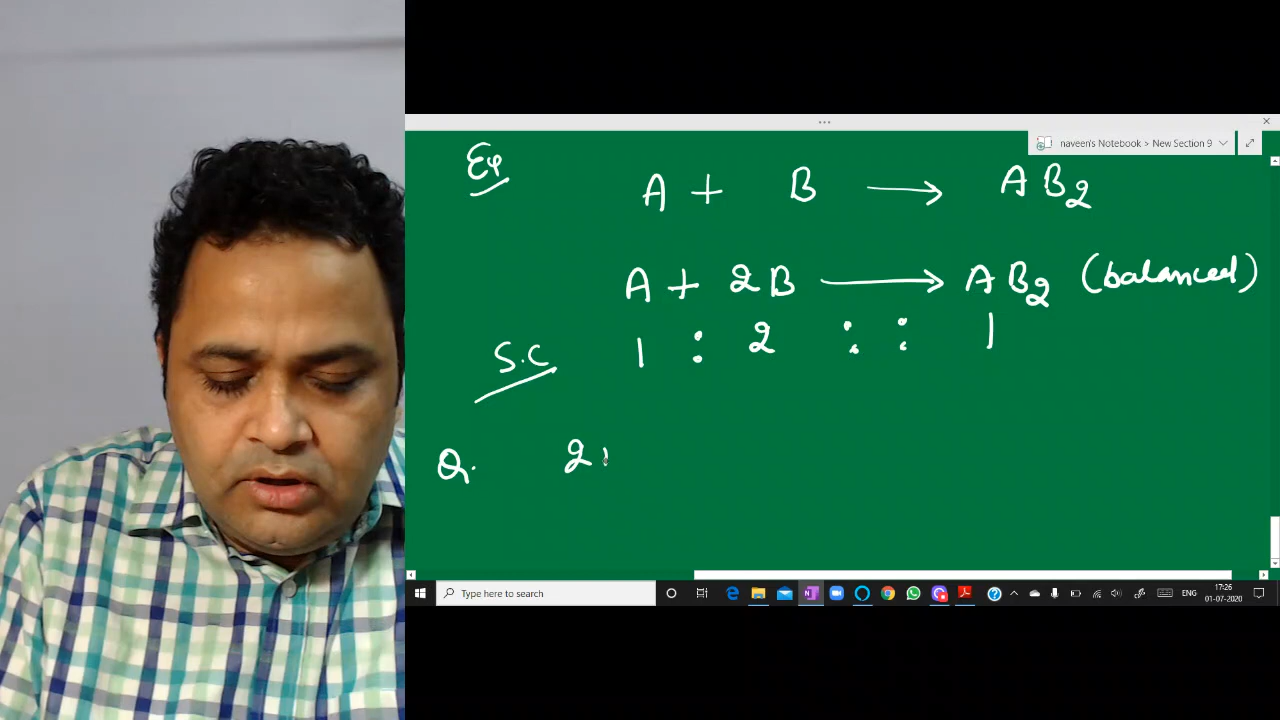 naveen's Notebook > New Section 9
Ex A + B → AB₂
A + 2B → AB₂ (balanced)
S.C 1 : 2 : : 1
Q. 2
Type here to search
ENG
17:26
01-07-2020